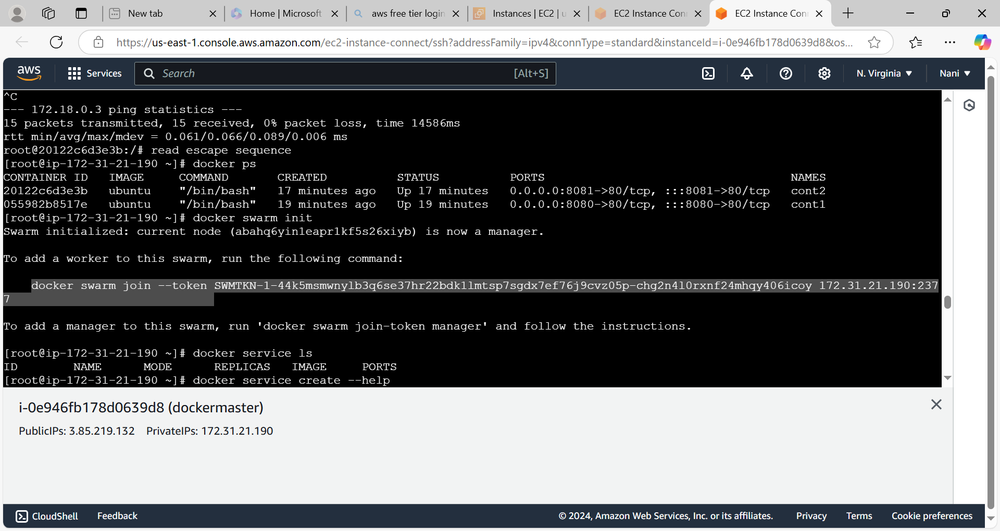 New tab
Home | Microsoft
aws free tier login
Instances | EC2 | u
EC2 Instance Con
EC2 Instance Con
https://us-east-1.console.aws.amazon.com/ec2-instance-connect/ssh?addressFamily=ipv4&connType=standard&instanceId=i-0e946fb178d0639d8&os...
aws
Services
Search
[Alt+S]
N. Virginia
Nani
^C
--- 172.18.0.3 ping statistics ---
15 packets transmitted, 15 received, 0% packet loss, time 14586ms
rtt min/avg/max/mdev = 0.061/0.066/0.089/0.006 ms
root@20122c6d3e3b:/# read escape sequence
[root@ip-172-31-21-190 ~]# docker ps
CONTAINER ID   IMAGE     COMMAND       CREATED          STATUS          PORTS                                   NAMES
20122c6d3e3b   ubuntu    "/bin/bash"   17 minutes ago   Up 17 minutes   0.0.0.0:8081->80/tcp, :::8081->80/tcp   cont2
055982b8517e   ubuntu    "/bin/bash"   19 minutes ago   Up 19 minutes   0.0.0.0:8080->80/tcp, :::8080->80/tcp   cont1
[root@ip-172-31-21-190 ~]# docker swarm init
Swarm initialized: current node (abahq6yin1eapr1kf5s26xiyb) is now a manager.
To add a worker to this swarm, run the following command:
docker swarm join --token SWMTKN-1-44k5msmwnylb3q6se37hr22bdk1lmtsp7sgdx7ef76j9cvz05p-chg2n4l0rxnf24mhqy406icoy 172.31.21.190:237
7
To add a manager to this swarm, run 'docker swarm join-token manager' and follow the instructions.
[root@ip-172-31-21-190 ~]# docker service ls
ID        NAME      MODE      REPLICAS   IMAGE     PORTS
[root@ip-172-31-21-190 ~]# docker service create --help
i-0e946fb178d0639d8 (dockermaster)
PublicIPs: 3.85.219.132    PrivateIPs: 172.31.21.190
CloudShell
Feedback
© 2024, Amazon Web Services, Inc. or its affiliates.
Privacy
Terms
Cookie preferences